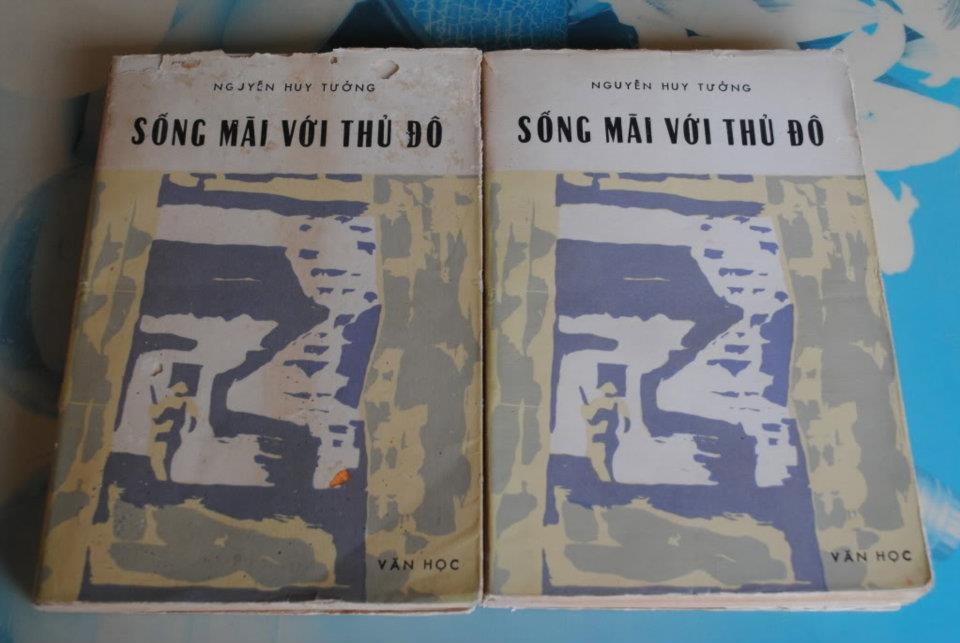 NGUYỄN HUY TƯỞNG
SỐNG MÃI VỚI THỦ ĐÔ
VĂN HỌC
NGUYỄN HUY TƯỞNG
SỐNG MÃI VỚI THỦ ĐÔ
VĂN HỌC